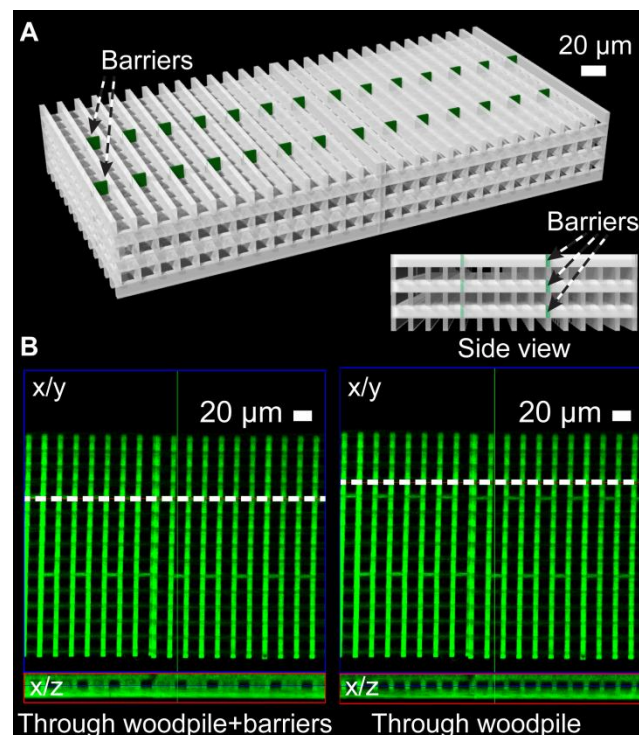 A
20 µm
Barriers
Barriers
Side view
B
x/y
20 µm
x/y
20 µm
x/z
x/z
Through woodpile+barriers
Through woodpile